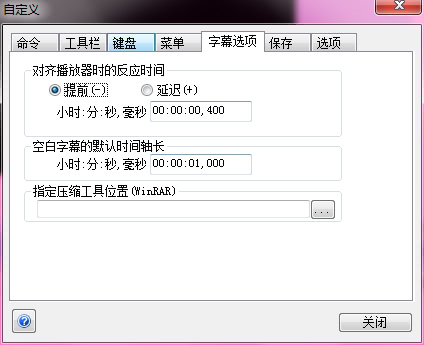 自定义
命令 工具栏 键盘 菜单 字幕选项 保存 选项
对齐播放器时的反应时间
提前(-) 延迟(+)
小时:分:秒,毫秒 00:00:00,400
空白字幕的默认时间轴长
小时:分:秒,毫秒 00:00:01,000
指定压缩工具位置(WinRAR)
...
关闭